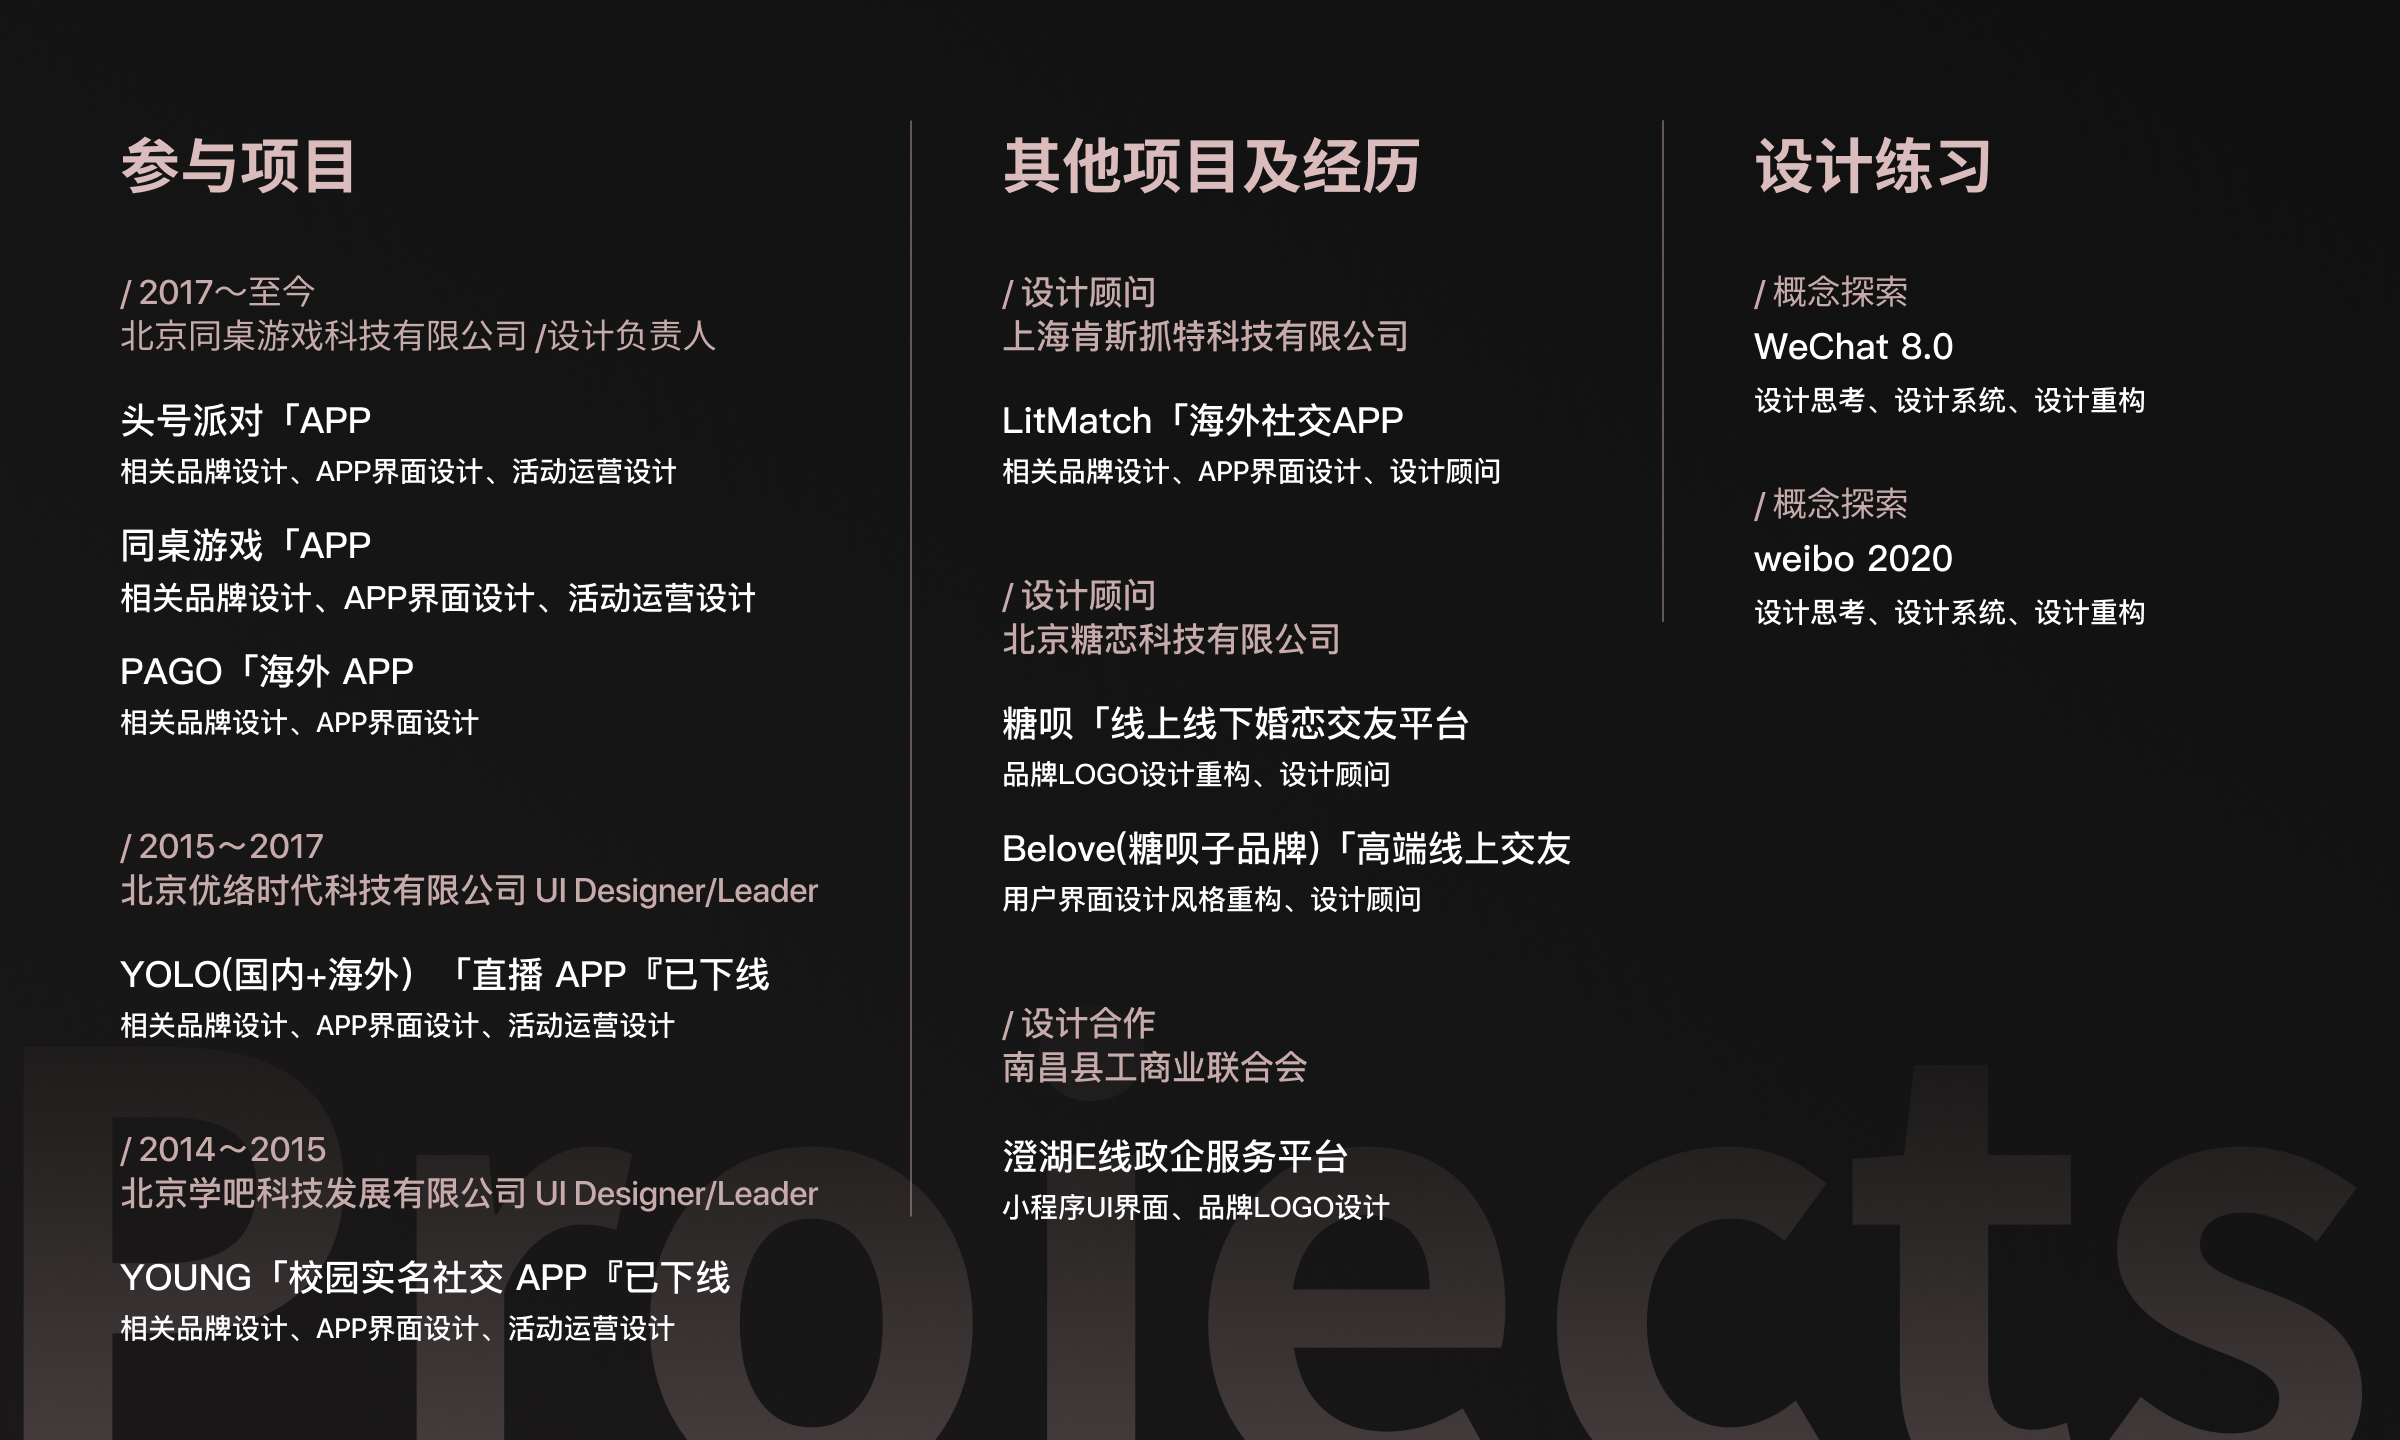 参与项目
/ 2017～至今
北京同桌游戏科技有限公司 /设计负责人
头号派对「APP
相关品牌设计、APP界面设计、活动运营设计
同桌游戏「APP
相关品牌设计、APP界面设计、活动运营设计
PAGO「海外 APP
相关品牌设计、APP界面设计
/ 2015～2017
北京优络时代科技有限公司 UI Designer/Leader
YOLO(国内+海外）「直播 APP『已下线
相关品牌设计、APP界面设计、活动运营设计
/ 2014～2015
北京学吧科技发展有限公司 UI Designer/Leader
YOUNG「校园实名社交 APP『已下线
相关品牌设计、APP界面设计、活动运营设计
其他项目及经历
/ 设计顾问
上海肯斯抓特科技有限公司
LitMatch「海外社交APP
相关品牌设计、APP界面设计、设计顾问
/ 设计顾问
北京糖恋科技有限公司
糖呗「线上线下婚恋交友平台
品牌LOGO设计重构、设计顾问
Belove(糖呗子品牌)「高端线上交友
用户界面设计风格重构、设计顾问
/ 设计合作
南昌县工商业联合会
澄湖E线政企服务平台
小程序UI界面、品牌LOGO设计
设计练习
/ 概念探索
WeChat 8.0
设计思考、设计系统、设计重构
/ 概念探索
weibo 2020
设计思考、设计系统、设计重构
Projects